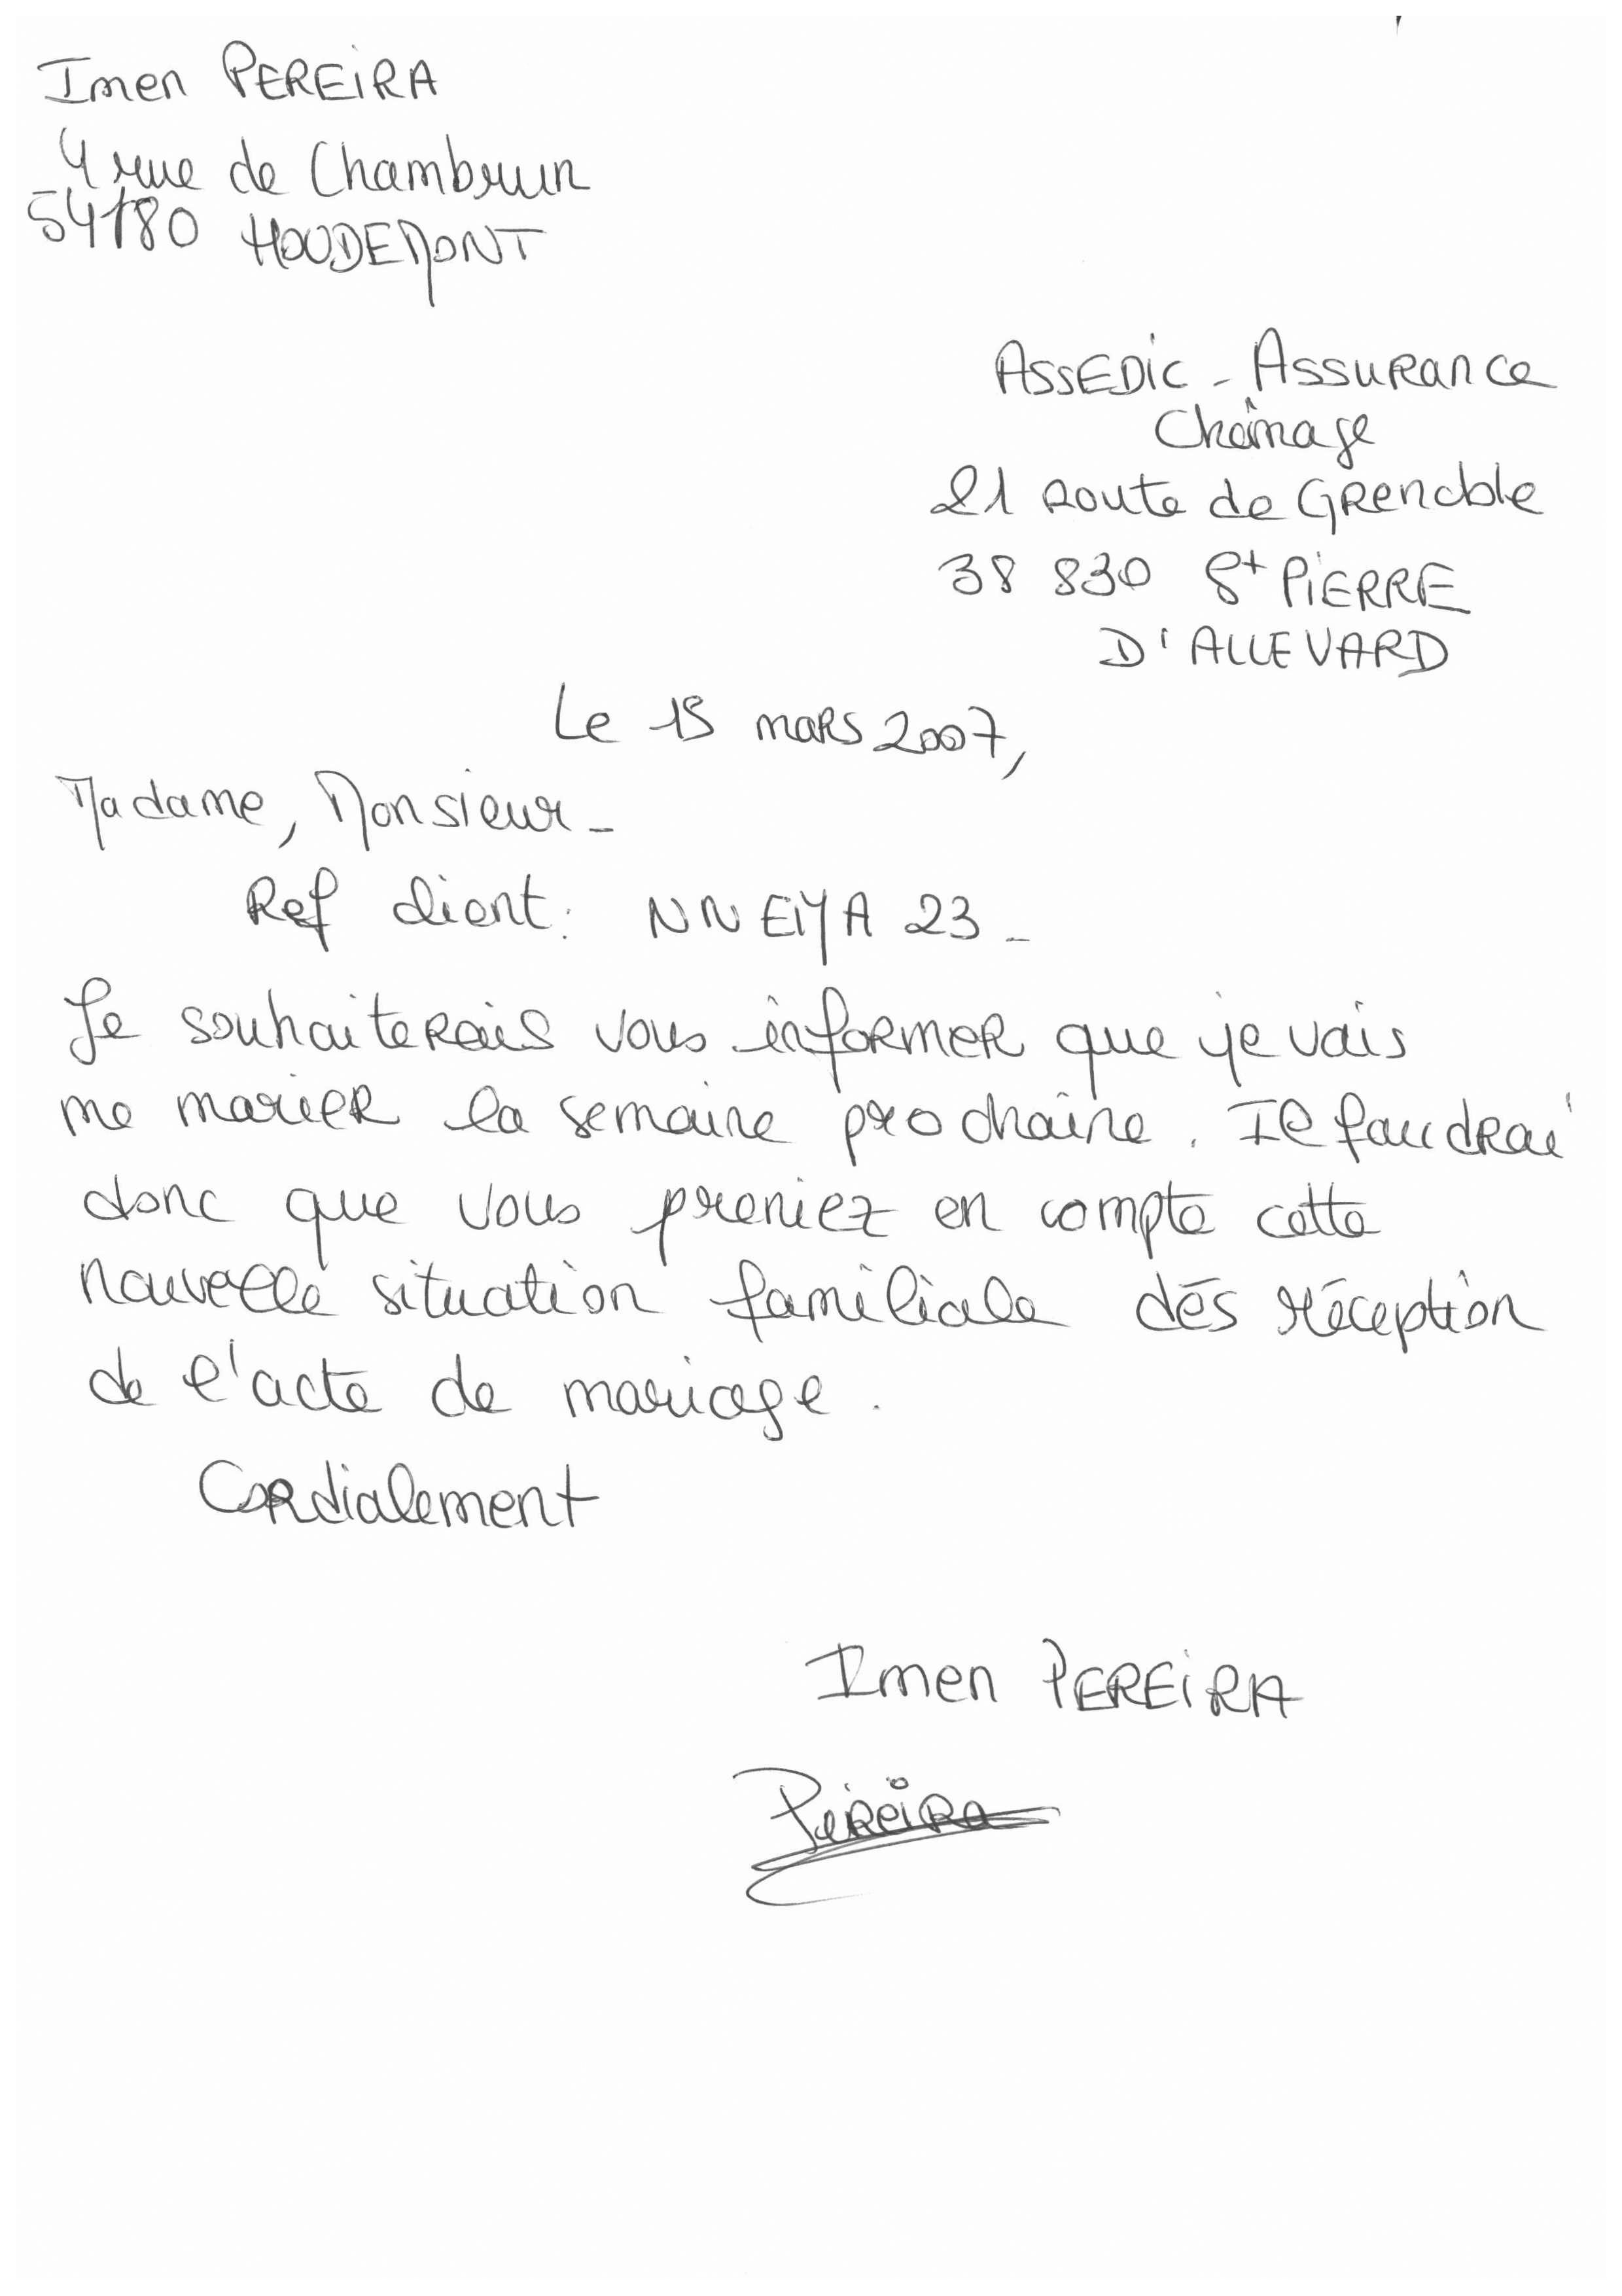 Imen PEREIRA
4 rue de Chambrun
54180 HOUDEMONT
ASSEDIC - Assurance
Chômage
21 Route de Grenoble
38 830 St PIERRE
D'ALLEVARD
Le 15 mars 2007,
Madame, Monsieur -
Ref client : NNEIYA 23 -
Je souhaiterais vous informer que je vais
me marier la semaine prochaine. Il faudrai
donc que vous preniez en compte cette
nouvelle situation familiale dès réception
de l'acte de mariage.
Cordialement
Imen PEREIRA
Pereira